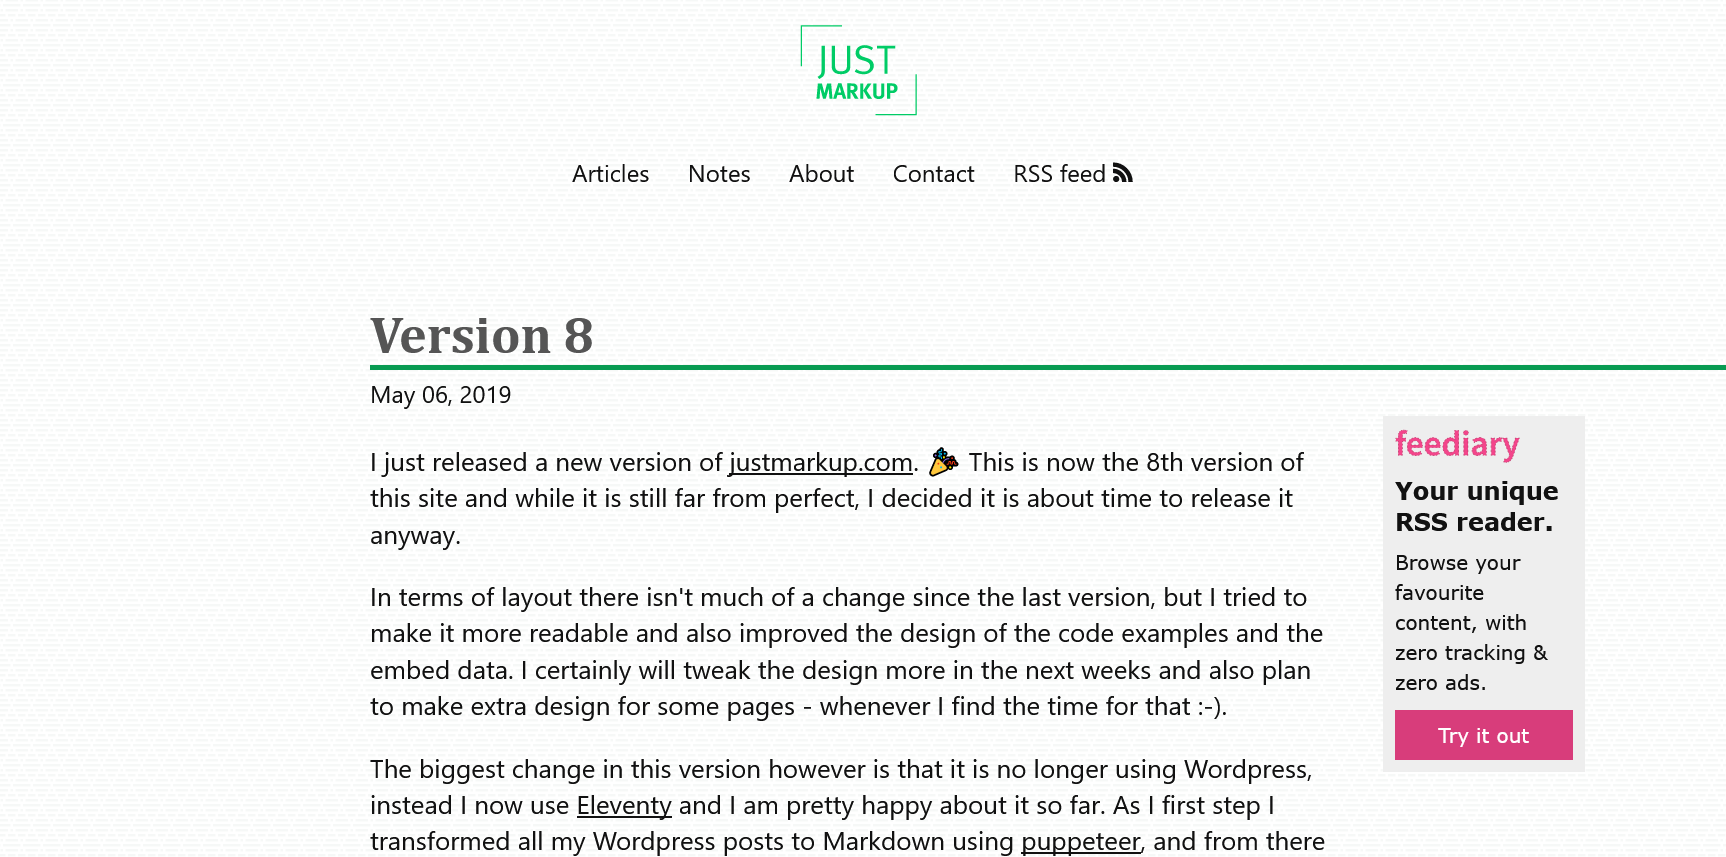 JUST
MARKUP
Articles Notes About Contact RSS feed
Version 8
May 06, 2019
I just released a new version of justmarkup.com. 🎉 This is now the 8th version of
this site and while it is still far from perfect, I decided it is about time to release it
anyway.
In terms of layout there isn't much of a change since the last version, but I tried to
make it more readable and also improved the design of the code examples and the
embed data. I certainly will tweak the design more in the next weeks and also plan
to make extra design for some pages - whenever I find the time for that :-).
The biggest change in this version however is that it is no longer using Wordpress,
instead I now use Eleventy and I am pretty happy about it so far. As I first step I
transformed all my Wordpress posts to Markdown using puppeteer, and from there
feediary
Your unique
RSS reader.
Browse your
favourite
content, with
zero tracking &
zero ads.
Try it out